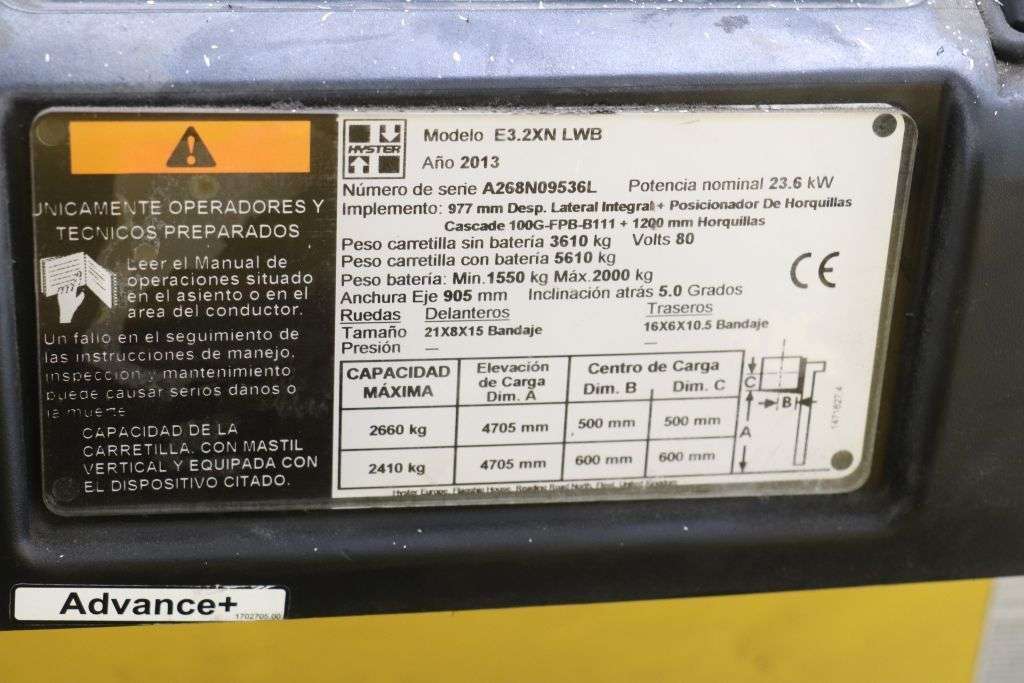 UNICAMENTE OPERADORES Y
TECNICOS PREPARADOS
Leer el Manual de
operaciones situado
en el asiento o en el
area del conductor.
Un fallo en el seguimiento de
las instrucciones de manejo,
inspección y mantenimiento
puede causar serios daños o
la muerte
CAPACIDAD DE LA
CARRETILLA. CON MASTIL
VERTICAL Y EQUIPADA CON
EL DISPOSITIVO CITADO.
HYSTER
Modelo E3.2XN LWB
Año 2013
Número de serie A268N09536L Potencia nominal 23.6 kW
Implemento: 977 mm Desp. Lateral Integral + Posicionador De Horquillas
Cascade 100G-FPB-B111 + 1200 mm Horquillas
Peso carretilla sin batería 3610 kg Volts 80
Peso carretilla con batería 5610 kg
Peso batería: Min.1550 kg Máx.2000 kg
CE
Anchura Eje 905 mm Inclinación atrás 5.0 Grados
Ruedas Delanteros Traseros
Tamaño 21X8X15 Bandaje 16X6X10.5 Bandaje
Presión — —
CAPACIDAD MÁXIMA Elevación de Carga Dim. A Centro de Carga Dim. B Dim. C
2660 kg 4705 mm 500 mm 500 mm
2410 kg 4705 mm 600 mm 600 mm
C
B
A
Advance+
1702705.00